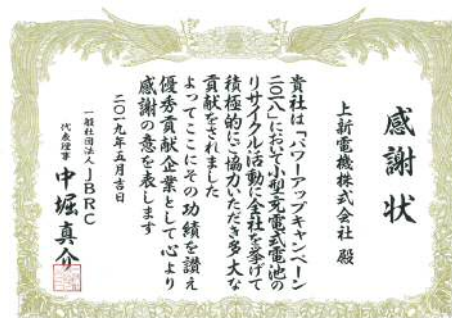 感謝状
上新電機株式会社 殿
貴社は「パワーアップキャンペーン
二〇一八」において小型充電式電池の
リサイクル活動に全社を挙げて
積極的にご協力いただき多大な
貢献をされました
よってここにその功績を讃え
優秀貢献企業として心より
感謝の意を表します
二〇一九年五月吉日
一般社団法人JBRC
代表理事 中堀真介